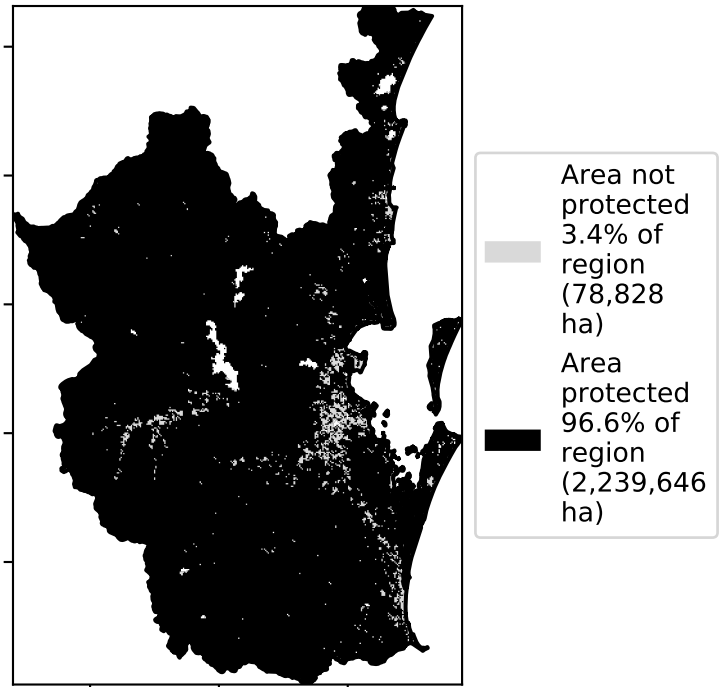 Area not
protected
3.4% of
region
(78,828
ha)
Area
protected
96.6% of
region
(2,239,646
ha)